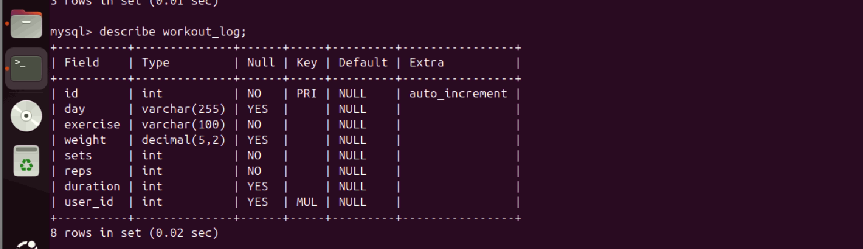 3 rows in set (0.01 sec)
mysql> describe workout_log;
+----------+--------------+------+-----+---------+----------------+
| Field    | Type         | Null | Key | Default | Extra          |
+----------+--------------+------+-----+---------+----------------+
| id       | int          | NO   | PRI | NULL    | auto_increment |
| day      | varchar(255) | YES  |     | NULL    |                |
| exercise | varchar(100) | NO   |     | NULL    |                |
| weight   | decimal(5,2) | YES  |     | NULL    |                |
| sets     | int          | NO   |     | NULL    |                |
| reps     | int          | NO   |     | NULL    |                |
| duration | int          | YES  |     | NULL    |                |
| user_id  | int          | YES  | MUL | NULL    |                |
+----------+--------------+------+-----+---------+----------------+
8 rows in set (0.02 sec)